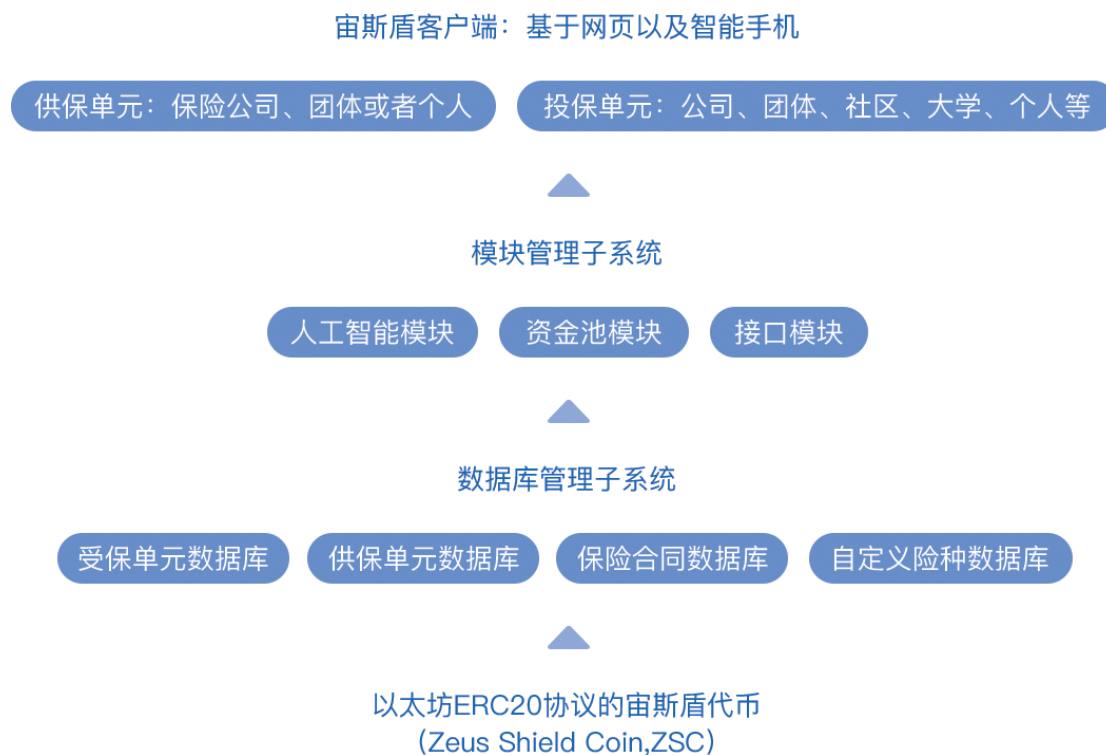 宙斯盾客户端：基于网页以及智能手机
供保单元：保险公司、团体或者个人
投保单元：公司、团体、社区、大学、个人等
模块管理子系统
人工智能模块
资金池模块
接口模块
数据库管理子系统
受保单元数据库
供保单元数据库
保险合同数据库
自定义险种数据库
以太坊ERC20协议的宙斯盾代币
（Zeus Shield Coin,ZSC）